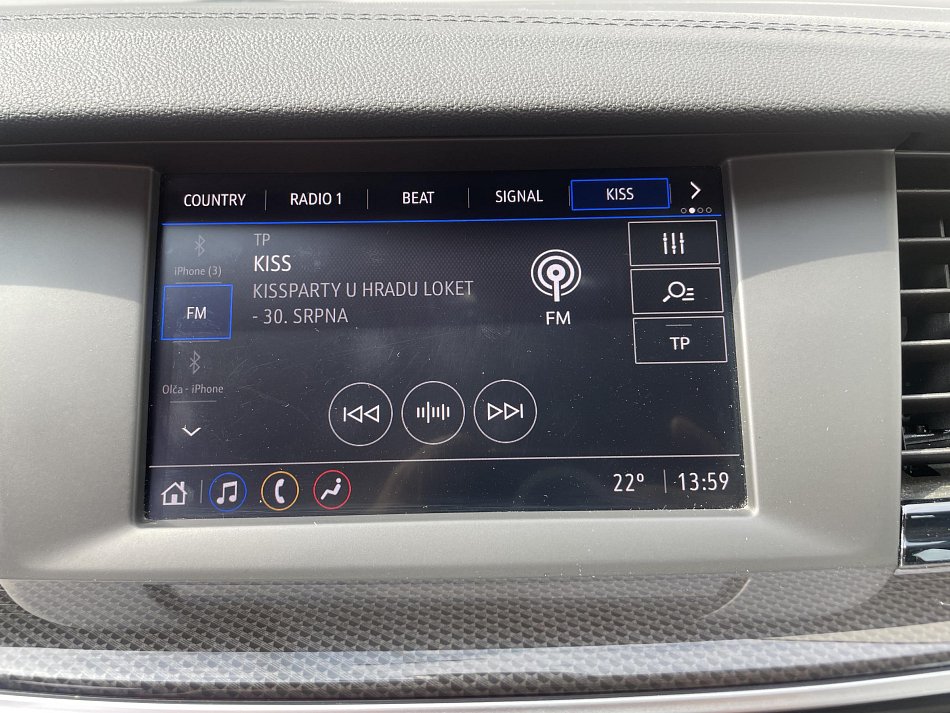 COUNTRY
RADIO 1
BEAT
SIGNAL
KISS
iPhone (3)
FM
Olča - iPhone
TP
KISS
KISSPARTY U HRADU LOKET
- 30. SRPNA
FM
TP
22°
13:59